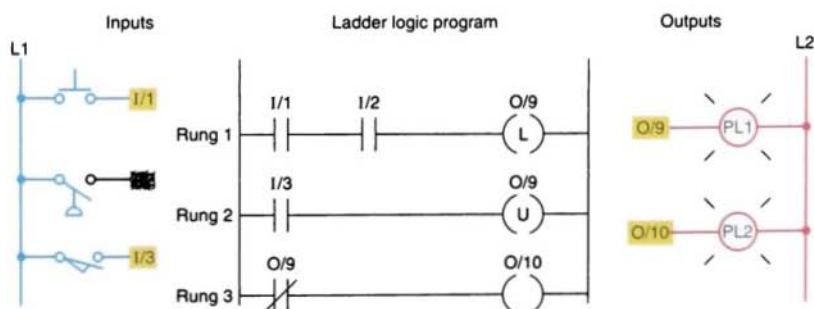 Inputs
Ladder logic program
Outputs
L1
L2
I/1
I/1
I/2
O/9
Rung 1
L
O/9
PL1
I/3
O/9
Rung 2
U
O/10
PL2
I/3
O/9
O/10
Rung 3